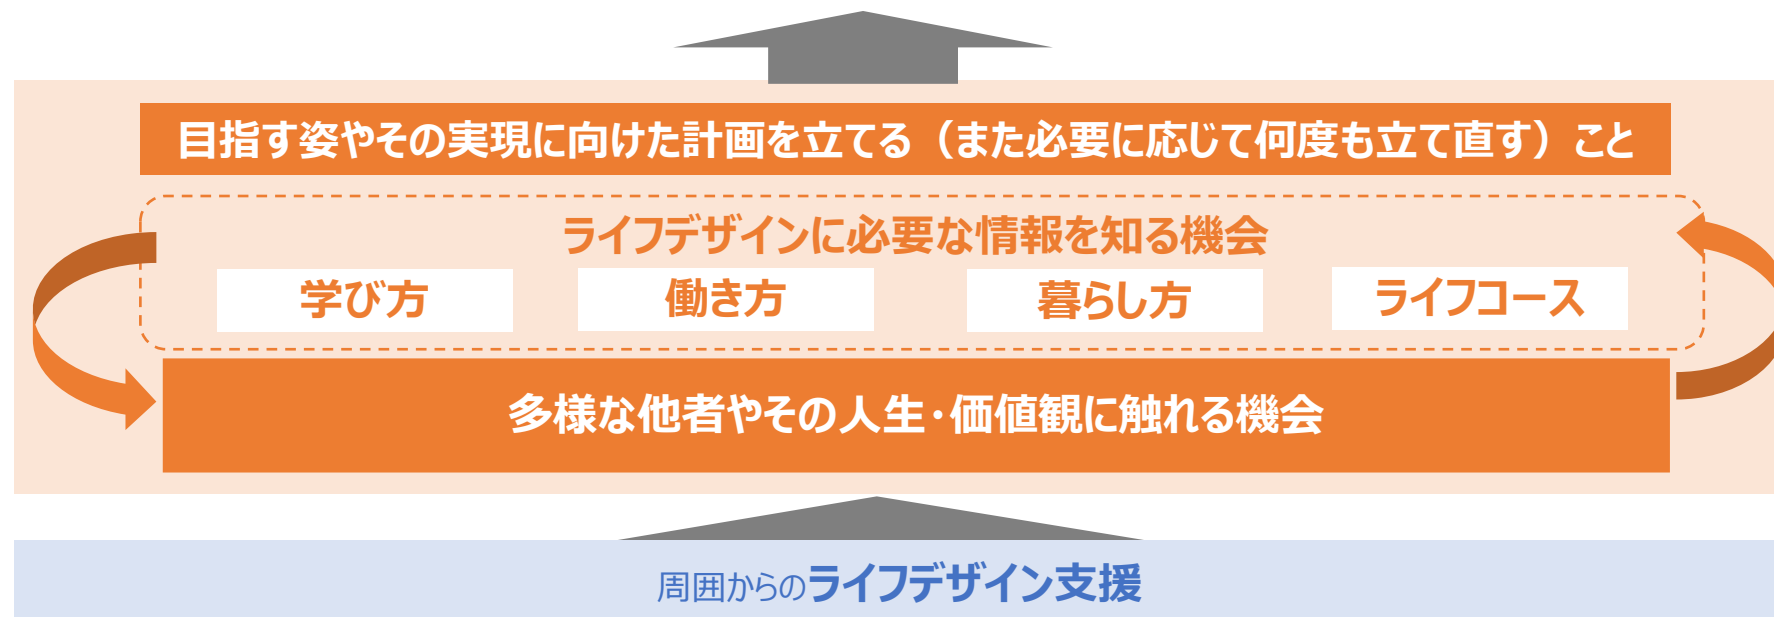 目指す姿やその実現に向けた計画を立てる（また必要に応じて何度も立て直す）こと
ライフデザインに必要な情報を知る機会
学び方
働き方
暮らし方
ライフコース
多様な他者やその人生・価値観に触れる機会
周囲からのライフデザイン支援